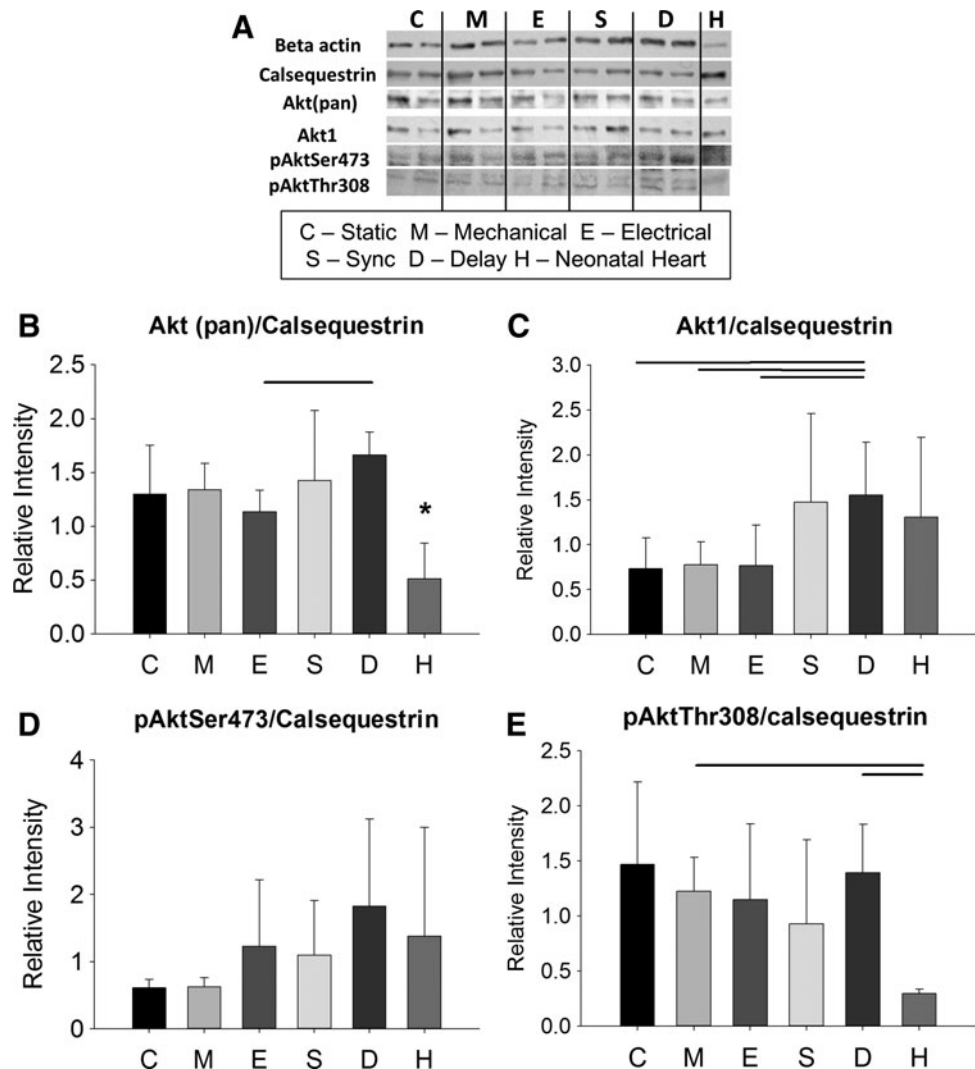 A
C M E S D H
Beta actin
Calsequestrin
Akt(pan)
Akt1
pAktSer473
pAktThr308
C – Static M – Mechanical E – Electrical
S – Sync D – Delay H – Neonatal Heart
B
Akt (pan)/Calsequestrin
Relative Intensity
2.5
2.0
1.5
1.0
0.5
0.0
*
C M E S D H
C
Akt1/calsequestrin
Relative Intensity
3.0
2.5
2.0
1.5
1.0
0.5
0.0
C M E S D H
D
pAktSer473/Calsequestrin
Relative Intensity
4
3
2
1
0
C M E S D H
E
pAktThr308/calsequestrin
Relative Intensity
2.5
2.0
1.5
1.0
0.5
0.0
C M E S D H